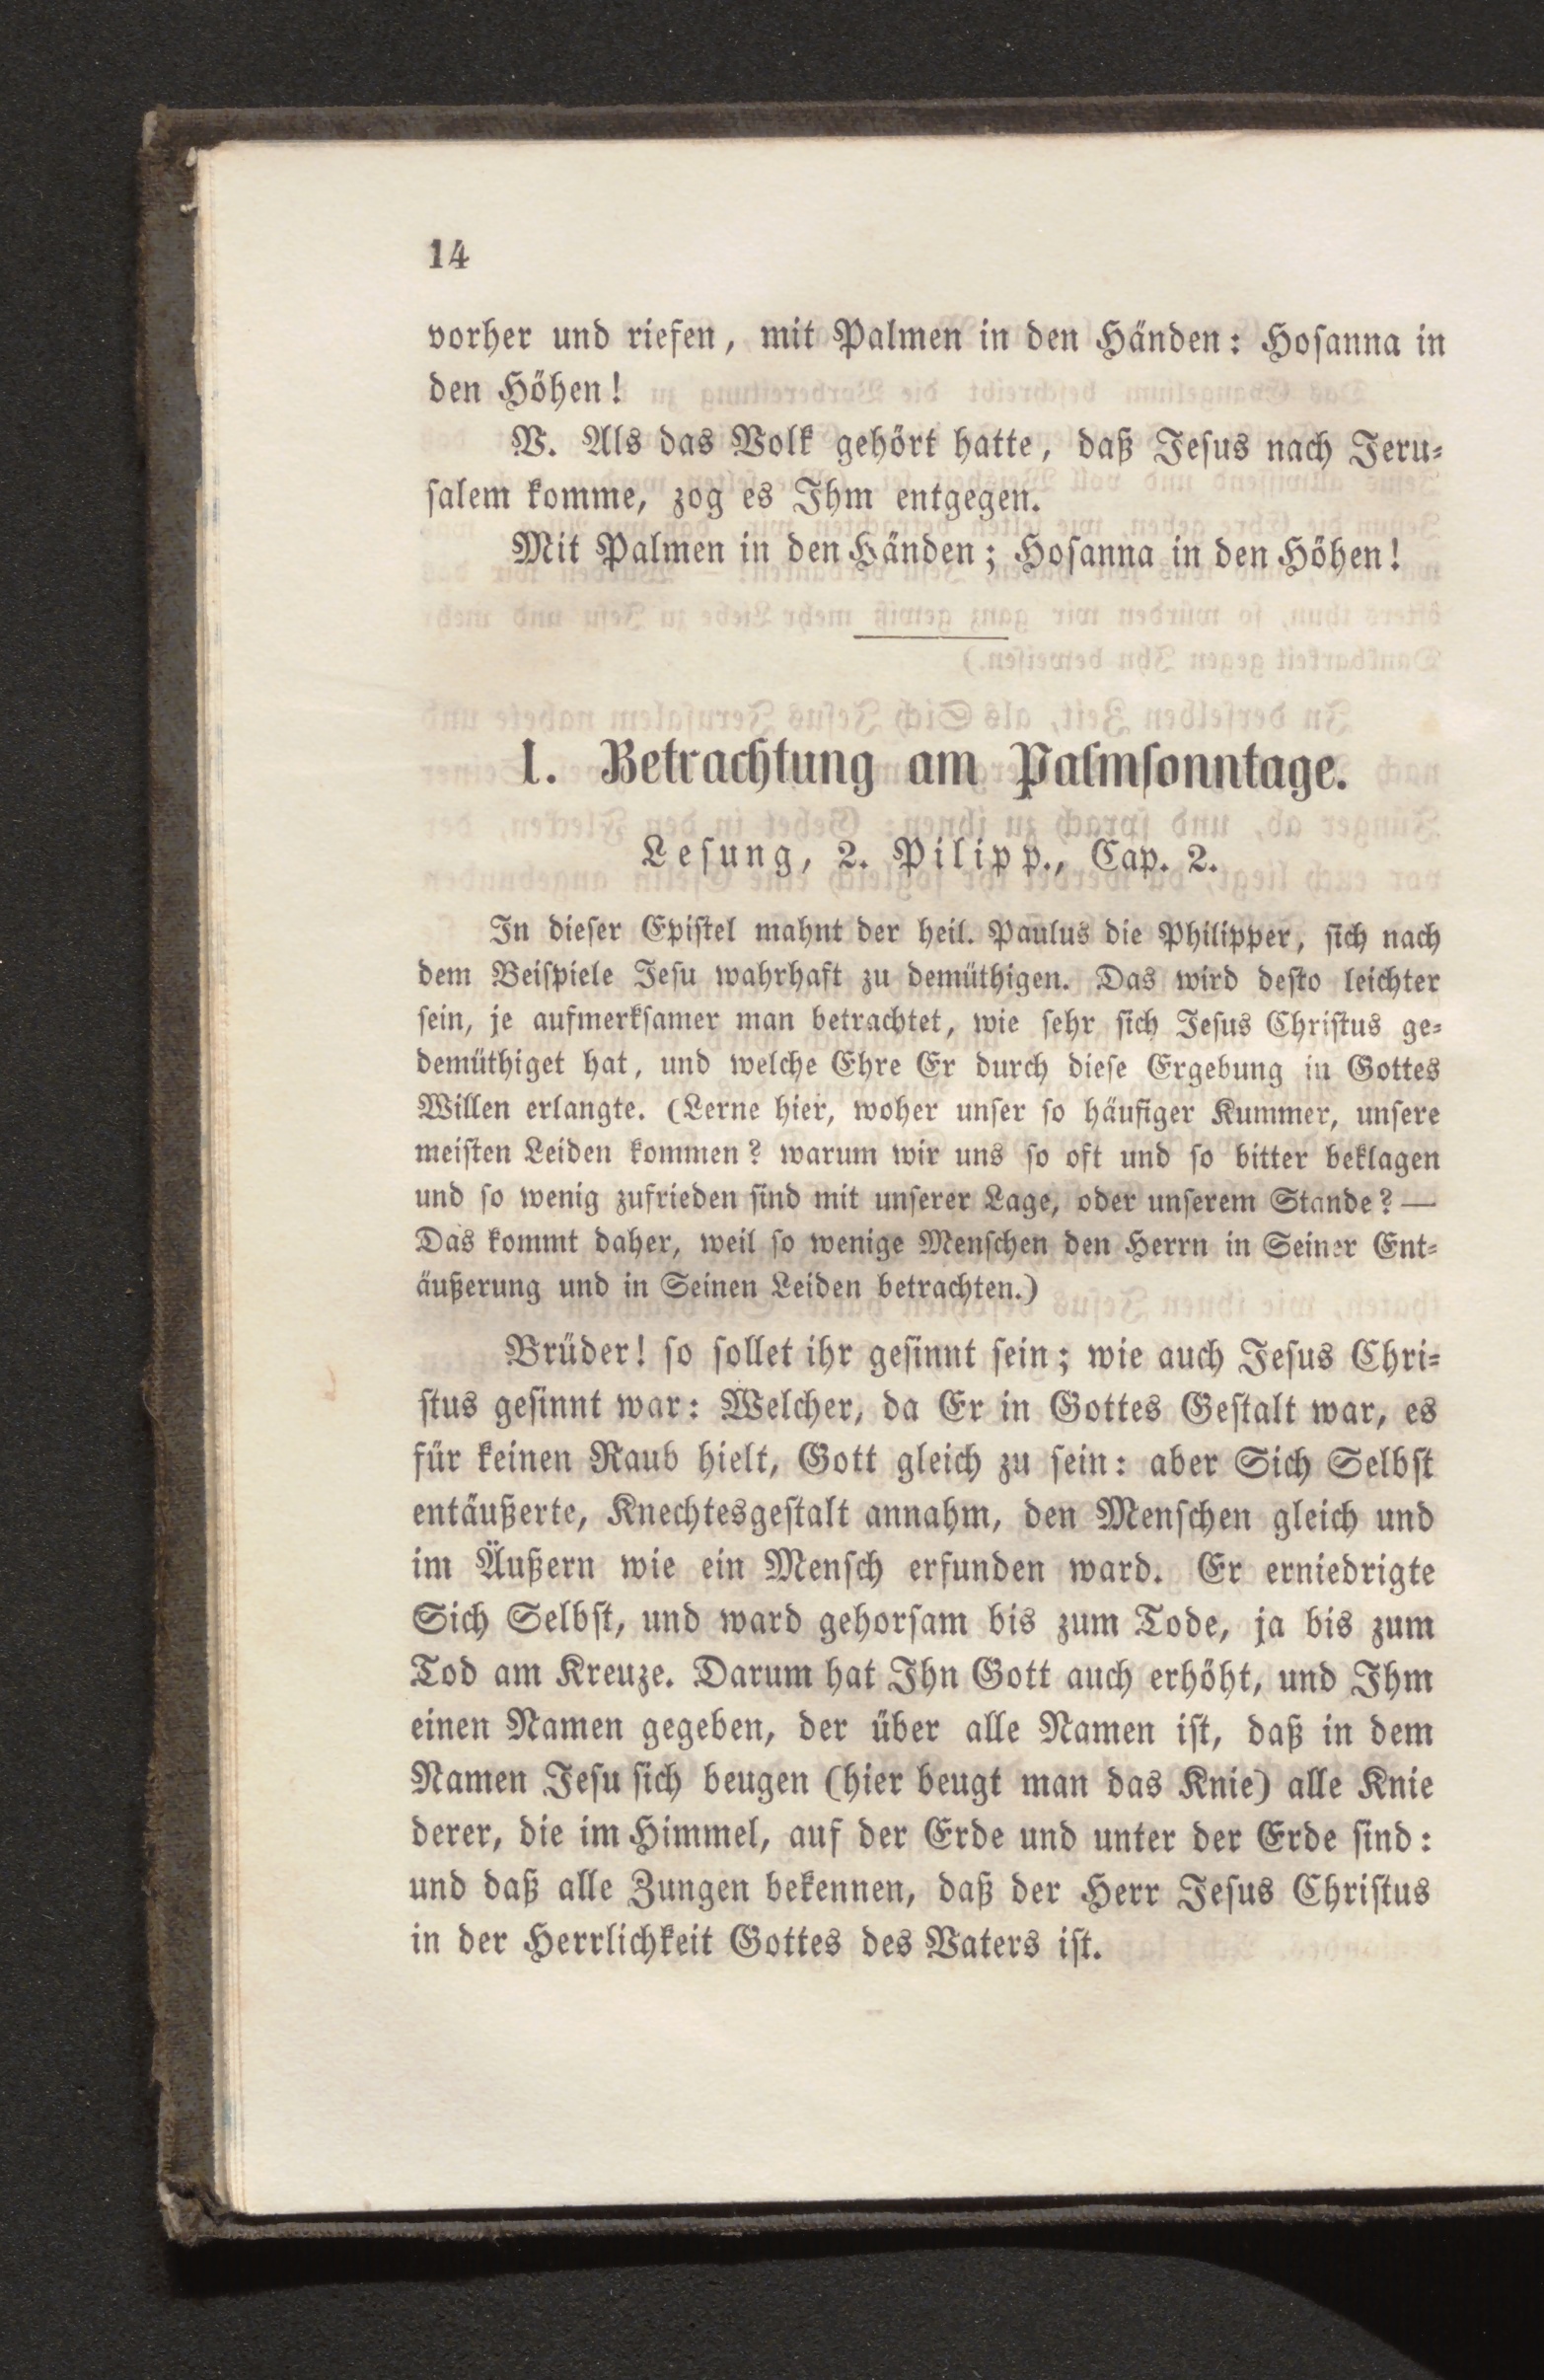 14
vorher und riefen, mit Palmen in den Händen: Hoſanna in
den Höhen!
V. Als das Volk gehört hatte, daß Jeſus nach Jeru⸗
ſalem komme, zog es Ihm entgegen.
Mit Palmen in den Händen; Hoſanna in den Höhen!
I. Betrachtung am Palmſonntage.
Leſung, 2. Pilipp., Cap. 2.
In dieſer Epiſtel mahnt der heil. Paulus die Philipper, ſich nach
dem Beiſpiele Jeſu wahrhaft zu demüthigen. Das wird deſto leichter
ſein, je aufmerkſamer man betrachtet, wie ſehr ſich Jeſus Chriſtus ge⸗
demüthiget hat, und welche Ehre Er durch dieſe Ergebung in Gottes
Willen erlangte. (Lerne hier, woher unſer ſo häufiger Kummer, unſere
meiſten Leiden kommen? warum wir uns ſo oft und ſo bitter beklagen
und ſo wenig zufrieden ſind mit unſerer Lage, oder unſerem Stande? —
Das kommt daher, weil ſo wenige Menſchen den Herrn in Seiner Ent⸗
äußerung und in Seinen Leiden betrachten.)
Brüder! ſo ſollet ihr geſinnt ſein; wie auch Jeſus Chri⸗
ſtus geſinnt war: Welcher, da Er in Gottes Geſtalt war, es
für keinen Raub hielt, Gott gleich zu ſein: aber Sich Selbſt
entäußerte, Knechtesgeſtalt annahm, den Menſchen gleich und
im Äußern wie ein Menſch erfunden ward. Er erniedrigte
Sich Selbſt, und ward gehorſam bis zum Tode, ja bis zum
Tod am Kreuze. Darum hat Ihn Gott auch erhöht, und Ihm
einen Namen gegeben, der über alle Namen iſt, daß in dem
Namen Jeſu ſich beugen (hier beugt man das Knie) alle Knie
derer, die im Himmel, auf der Erde und unter der Erde ſind:
und daß alle Zungen bekennen, daß der Herr Jeſus Chriſtus
in der Herrlichkeit Gottes des Vaters iſt.